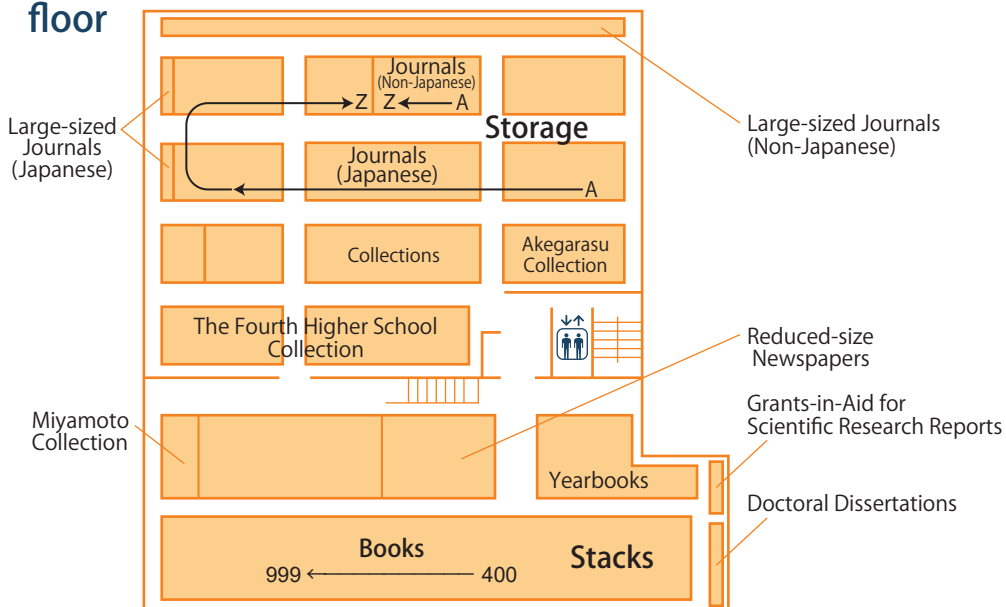 floor
Journals
(Non-Japanese)
Z Z A
Storage
Large-sized
Journals
(Japanese)
Large-sized Journals
(Non-Japanese)
Journals
(Japanese)
A
Collections
Akegarasu
Collection
The Fourth Higher School
Collection
Reduced-size
Newspapers
Miyamoto
Collection
Grants-in-Aid for
Scientific Research Reports
Yearbooks
Doctoral Dissertations
Books
Stacks
999 400